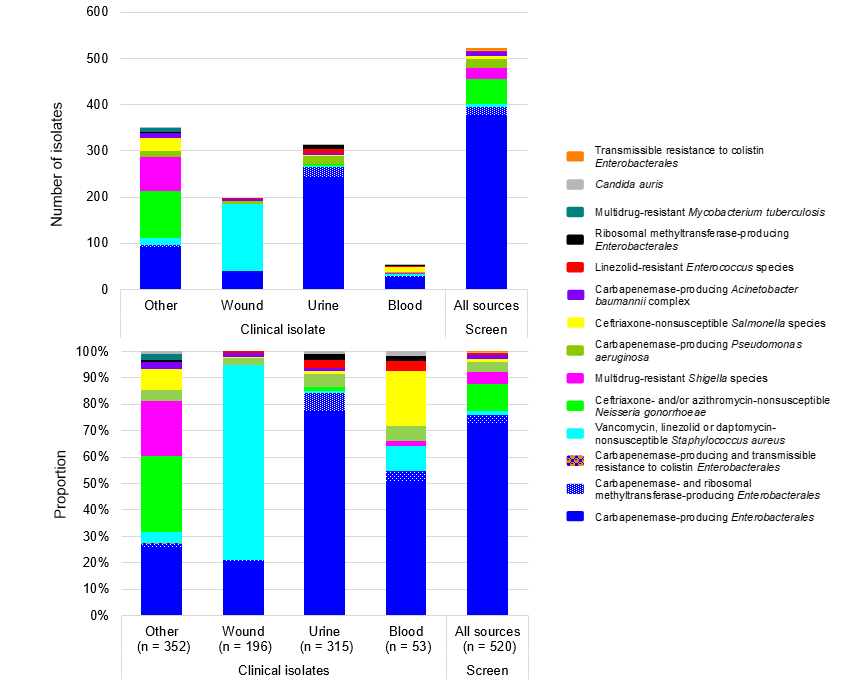 600
500
400
300
200
100
0
Number of isolates
Other Wound Urine Blood All sources
Clinical isolate Screen
100%
90%
80%
70%
60%
50%
40%
30%
20%
10%
0%
Proportion
Other Wound Urine Blood All sources
(n = 352) (n = 196) (n = 315) (n = 53) (n = 520)
Clinical isolates Screen
Transmissible resistance to colistin
Enterobacterales
Candida auris
Multidrug-resistant Mycobacterium tuberculosis
Ribosomal methyltransferase-producing
Enterobacterales
Linezolid-resistant Enterococcus species
Carbapenemase-producing Acinetobacter
baumannii complex
Ceftriaxone-nonsusceptible Salmonella species
Carbapenemase-producing Pseudomonas
aeruginosa
Multidrug-resistant Shigella species
Ceftriaxone- and/or azithromycin-nonsusceptible
Neisseria gonorrhoeae
Vancomycin, linezolid or daptomycin-
nonsusceptible Staphylococcus aureus
Carbapenemase-producing and transmissible
resistance to colistin Enterobacterales
Carbapenemase- and ribosomal
methyltransferase-producing Enterobacterales
Carbapenemase-producing Enterobacterales